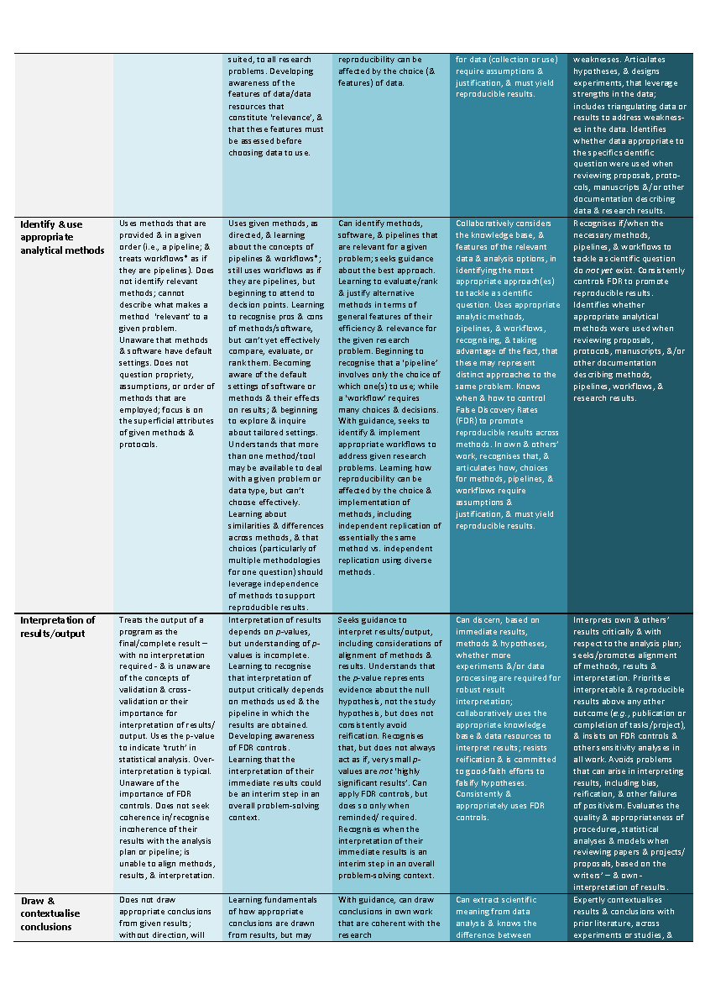 suited, to all research
problems. Developing
awareness of the
features of data/data
resources that
constitute 'relevance', &
that these features must
be assessed before
choosing data to use.
reproducibility can be
affected by the choice (&
features) of data.
for data (collection or use)
require assumptions &
justification, & must yield
reproducible results.
weaknesses. Articulates
hypotheses, & designs
experiments, that leverage
strengths in the data;
includes triangulating data or
results to address weakness-
es in the data. Identifies
whether data appropriate to
the specific scientific
question were used when
reviewing proposals, proto-
cols, manuscripts &/or other
documentation describing
data & research results.
Identify & use
appropriate
analytical methods
Uses methods that are
provided & in a given
order (i.e., a pipeline; &
treats workflows* as if
they are pipelines). Does
not identify relevant
methods; cannot
describe what makes a
method 'relevant' to a
given problem.
Unaware that methods
& software have default
settings. Does not
question propriety,
assumptions, or order of
methods that are
employed; focus is on
the superficial attributes
of given methods &
protocols.
Uses given methods, as
directed, & learning
about the concepts of
pipelines & workflows*;
still uses workflows as if
they are pipelines, but
beginning to attend to
decision points. Learning
to recognise pros & cons
of methods/software,
but can't yet effectively
compare, evaluate, or
rank them. Becoming
aware of the default
settings of software or
methods & their effects
on results; & beginning
to explore & inquire
about tailored settings.
Understands that more
than one method/tool
may be available to deal
with a given problem or
data type, but can't
choose effectively.
Learning about
similarities & differences
across methods, & that
choices (particularly of
multiple methodologies
for one question) should
leverage independence
of methods to support
reproducible results.
Can identify methods,
software, & pipelines that
are relevant for a given
problem; seeks guidance
about the best approach.
Learning to evaluate/rank
& justify alternative
methods in terms of
general features of their
efficiency & relevance for
the given research
problem. Beginning to
recognise that a 'pipeline'
involves only the choice of
which one(s) to use; while
a 'workflow' requires
many choices & decisions.
With guidance, seeks to
identify & implement
appropriate workflows to
address given research
problems. Learning how
reproducibility can be
affected by the choice &
implementation of
methods, including
independent replication of
essentially the same
method vs. independent
replication using diverse
methods.
Collaboratively considers
the knowledge base, &
features of the relevant
data & analysis options, in
identifying the most
appropriate approach(es)
to tackle a scientific
question. Uses appropriate
analytic methods,
pipelines, & workflows,
recognising, & taking
advantage of the fact, that
these may represent
distinct approaches to the
same problem. Knows
when & how to control
False Discovery Rates
(FDR) to promote
reproducible results across
methods. In own & others'
work, recognises that, &
articulates how, choices
for methods, pipelines, &
workflows require
assumptions &
justification, & must yield
reproducible results.
Recognises if/when the
necessary methods,
pipelines, & workflows to
tackle a scientific question
do not yet exist. Consistently
controls FDR to promote
reproducible results.
Identifies whether
appropriate analytical
methods were used when
reviewing proposals,
protocols, manuscripts, &/or
other documentation
describing methods,
pipelines, workflows, &
research results.
Interpretation of
results/output
Treats the output of a
program as the
final/complete result –
with no interpretation
required - & is unaware
of the concepts of
validation & cross-
validation or their
importance for
interpretation of results/
output. Uses the p-value
to indicate 'truth' in
statistical analysis. Over-
interpretation is typical.
Unaware of the
importance of FDR
controls. Does not seek
coherence in/recognise
incoherence of their
results with the analysis
plan or pipeline; is
unable to align methods,
results, & interpretation.
Interpretation of results
depends on p-values,
but understanding of p-
values is incomplete.
Learning to recognise
that interpretation of
output critically depends
on methods used & the
pipeline in which the
results are obtained.
Developing awareness
of FDR controls.
Learning that the
interpretation of their
immediate results could
be an interim step in an
overall problem-solving
context.
Seeks guidance to
interpret results/output,
including considerations of
alignment of methods &
results. Understands that
the p-value represents
evidence about the null
hypothesis, not the study
hypothesis, but does not
consistently avoid
reification. Recognises
that, but does not always
act as if, very small p-
values are not 'highly
significant results'. Can
apply FDR controls, but
does so only when
reminded/ required.
Recognises when the
interpretation of their
immediate results is an
interim step in an overall
problem-solving context.
Can discern, based on
immediate results,
methods & hypotheses,
whether more
experiments &/or data
processing are required for
robust result
interpretation;
collaboratively uses the
appropriate knowledge
base & data resources to
interpret results; resists
reification & is committed
to good-faith efforts to
falsify hypotheses.
Consistently &
appropriately uses FDR
controls.
Interprets own & others'
results critically & with
respect to the analysis plan;
seeks/promotes alignment
of methods, results &
interpretation. Prioritises
interpretable & reproducible
results above any other
outcome (e.g., publication or
completion of tasks/project),
& insists on FDR controls &
other sensitivity analyses in
all work. Avoids problems
that can arise in interpreting
results, including bias,
reification, & other failures
of positivism. Evaluates the
quality & appropriateness of
procedures, statistical
analyses & models when
reviewing papers & projects/
proposals, based on the
writers' – & own -
interpretation of results.
Draw &
contextualise
conclusions
Does not draw
appropriate conclusions
from given results;
without direction, will
Learning fundamentals
of how appropriate
conclusions are drawn
from results, but may
With guidance, can draw
conclusions in own work
that are coherent with the
research
Can extract scientific
meaning from data
analysis & knows the
difference between
Expertly contextualises
results & conclusions with
prior literature, across
experiments or studies, &